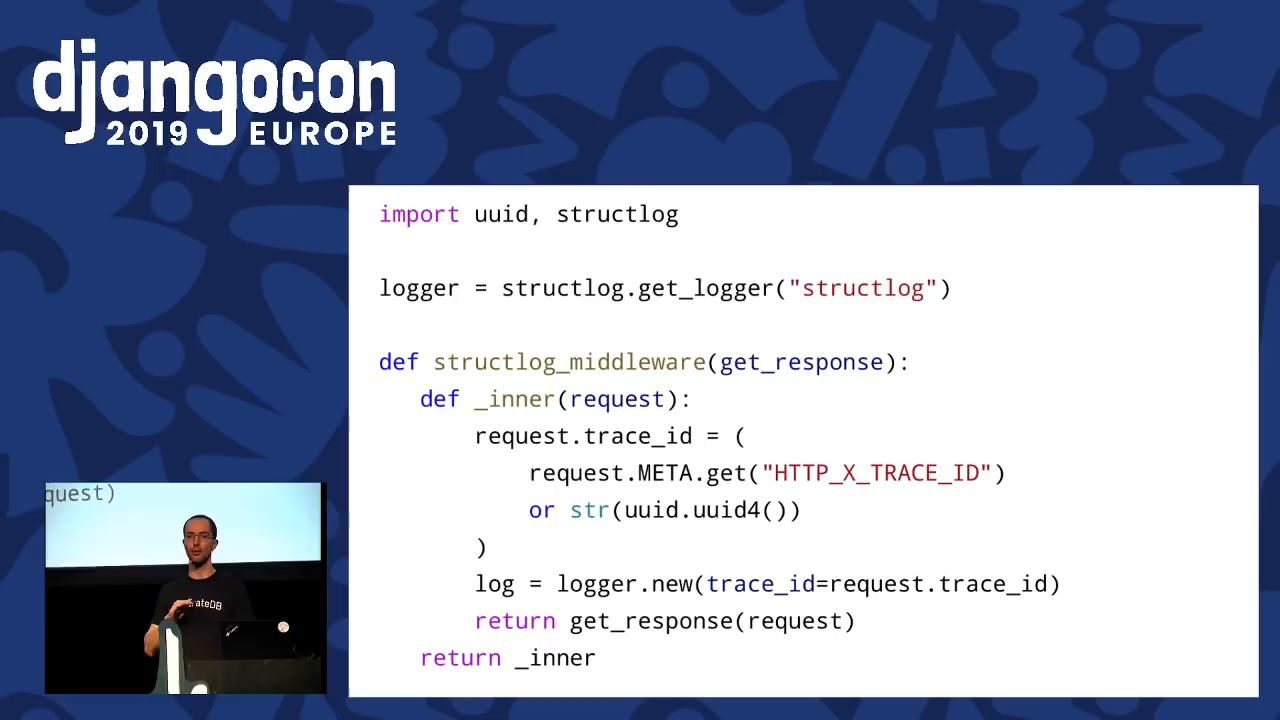 djangocon
2019 EUROPE
import uuid, structlog
logger = structlog.get_logger("structlog")
def structlog_middleware(get_response):
def _inner(request):
request.trace_id = (
request.META.get("HTTP_X_TRACE_ID")
or str(uuid.uuid4())
)
log = logger.new(trace_id=request.trace_id)
return get_response(request)
return _inner
quest)
ateDB